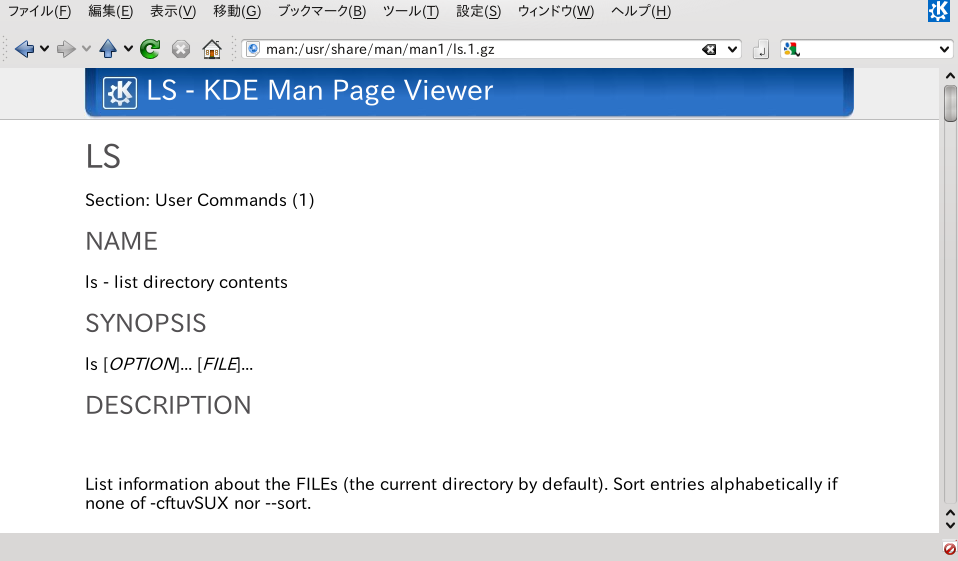 ファイル(F) 編集(E) 表示(V) 移動(G) ブックマーク(B) ツール(T) 設定(S) ウィンドウ(W) ヘルプ(H)
man:/usr/share/man/man1/ls.1.gz
LS - KDE Man Page Viewer
LS
Section: User Commands (1)
NAME
ls - list directory contents
SYNOPSIS
ls [OPTION]... [FILE]...
DESCRIPTION
List information about the FILEs (the current directory by default). Sort entries alphabetically if
none of -cftuvSUX nor --sort.